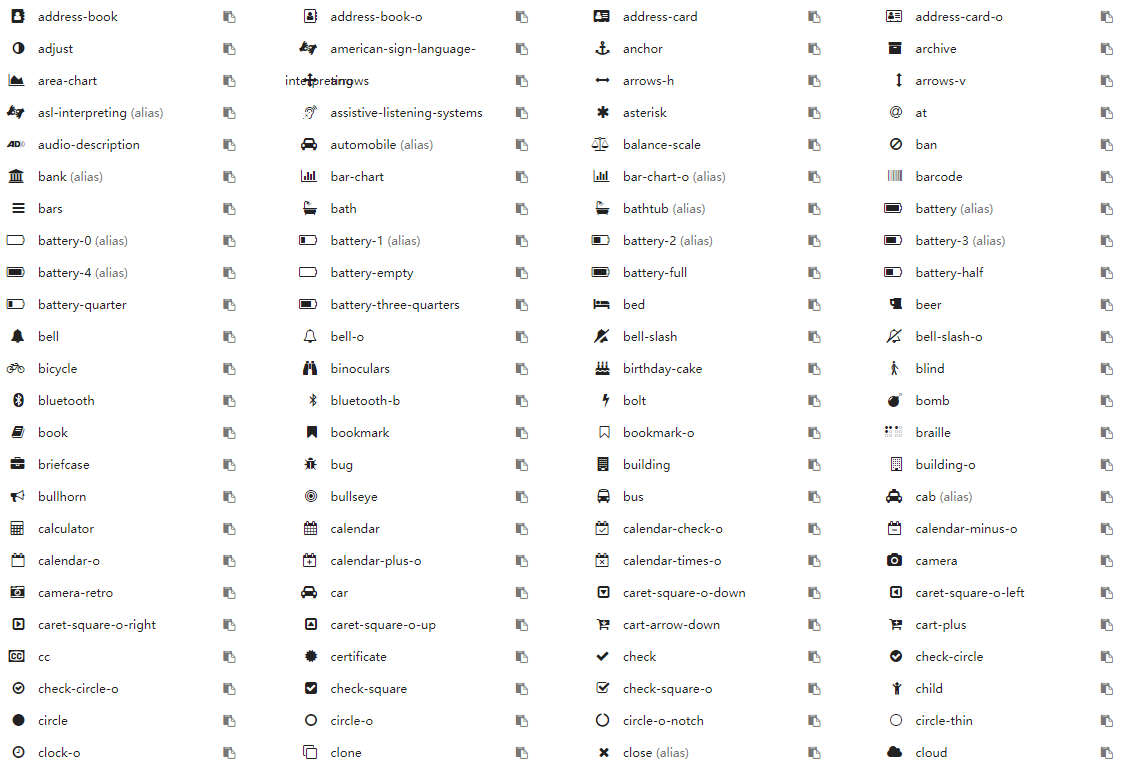 address-book address-book-o address-card address-card-o
adjust american-sign-language- anchor archive
area-chart interpreting arrows arrows-h arrows-v
asl-interpreting (alias) assistive-listening-systems asterisk at
audio-description automobile (alias) balance-scale ban
bank (alias) bar-chart bar-chart-o (alias) barcode
bars bath bathtub (alias) battery (alias)
battery-0 (alias) battery-1 (alias) battery-2 (alias) battery-3 (alias)
battery-4 (alias) battery-empty battery-full battery-half
battery-quarter battery-three-quarters bed beer
bell bell-o bell-slash bell-slash-o
bicycle binoculars birthday-cake blind
bluetooth bluetooth-b bolt bomb
book bookmark bookmark-o braille
briefcase bug building building-o
bullhorn bullseye bus cab (alias)
calculator calendar calendar-check-o calendar-minus-o
calendar-o calendar-plus-o calendar-times-o camera
camera-retro car caret-square-o-down caret-square-o-left
caret-square-o-right caret-square-o-up cart-arrow-down cart-plus
cc certificate check check-circle
check-circle-o check-square check-square-o child
circle circle-o circle-o-notch circle-thin
clock-o clone close (alias) cloud